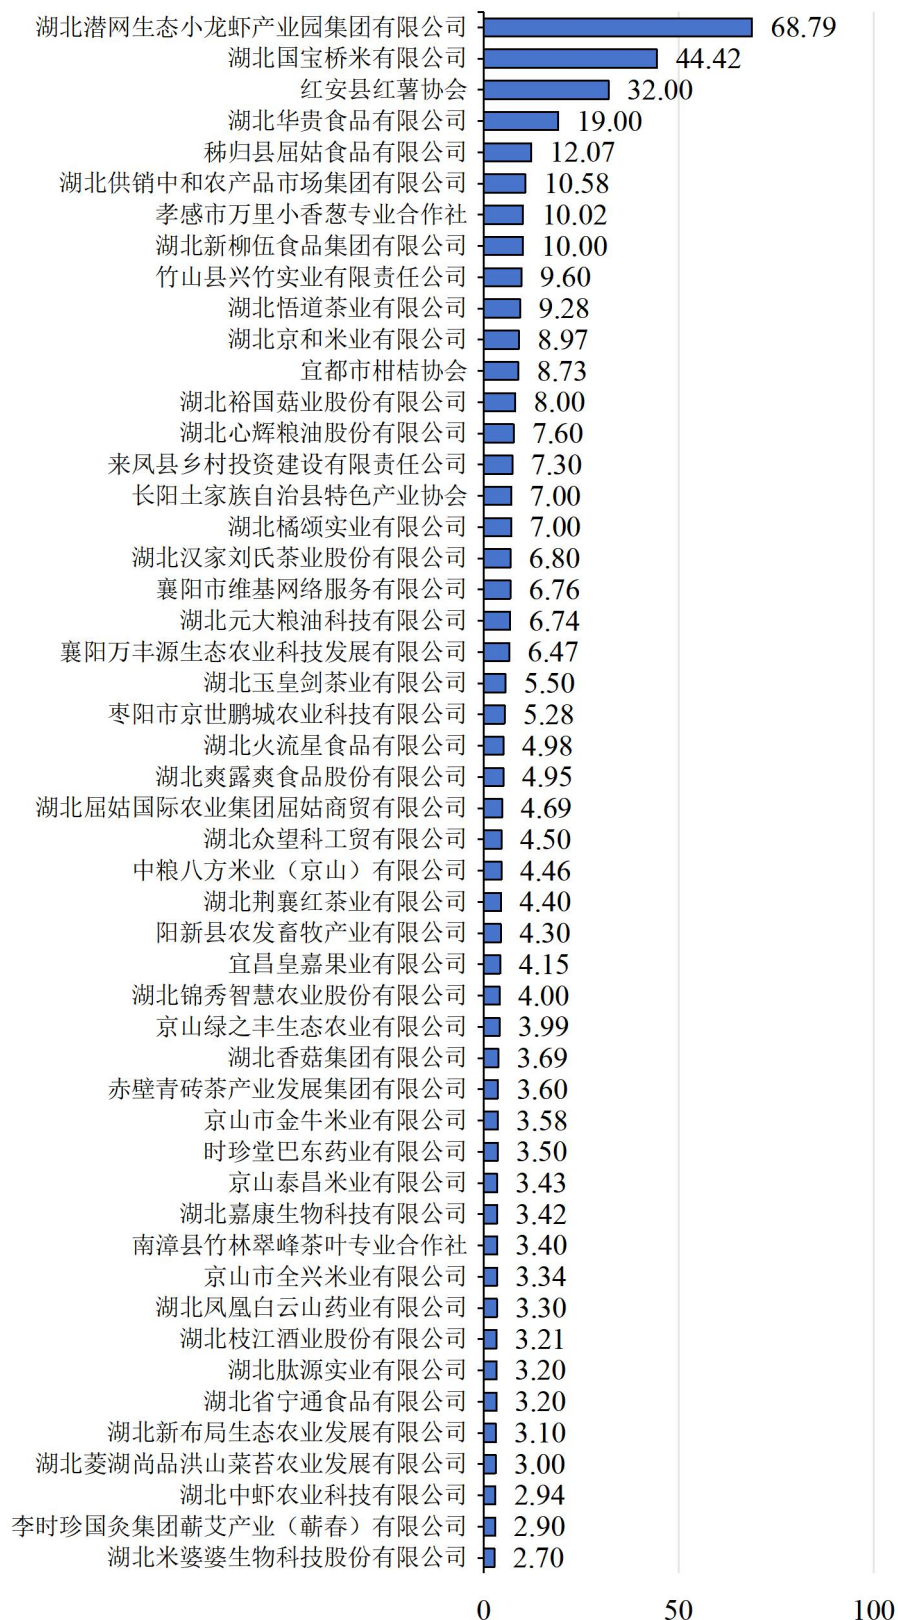 湖北潜网生态小龙虾产业园集团有限公司 68.79
湖北国宝桥米有限公司 44.42
红安县红薯协会 32.00
湖北华贵食品有限公司 19.00
秭归县屈姑食品有限公司 12.07
湖北供销中和农产品市场集团有限公司 10.58
孝感市万里小香葱专业合作社 10.02
湖北新柳伍食品集团有限公司 10.00
竹山县兴竹实业有限责任公司 9.60
湖北悟道茶业有限公司 9.28
湖北京和米业有限公司 8.97
宜都市柑桔协会 8.73
湖北裕国菇业股份有限公司 8.00
湖北心辉粮油股份有限公司 7.60
来凤县乡村投资建设有限责任公司 7.30
长阳土家族自治县特色产业协会 7.00
湖北橘颂实业有限公司 7.00
湖北汉家刘氏茶业股份有限公司 6.80
襄阳市维基网络服务有限公司 6.76
湖北元大粮油科技有限公司 6.74
襄阳万丰源生态农业科技发展有限公司 6.47
湖北玉皇剑茶业有限公司 5.50
枣阳市京世鹏城农业科技有限公司 5.28
湖北火流星食品有限公司 4.98
湖北爽露爽食品股份有限公司 4.95
湖北屈姑国际农业集团屈姑商贸有限公司 4.69
湖北众望科工贸有限公司 4.50
中粮八方米业（京山）有限公司 4.46
湖北荆襄红茶业有限公司 4.40
阳新县农发畜牧产业有限公司 4.30
宜昌皇嘉果业有限公司 4.15
湖北锦秀智慧农业股份有限公司 4.00
京山绿之丰生态农业有限公司 3.99
湖北香菇集团有限公司 3.69
赤壁青砖茶产业发展集团有限公司 3.60
京山市金牛米业有限公司 3.58
时珍堂巴东药业有限公司 3.50
京山泰昌米业有限公司 3.43
湖北嘉康生物科技有限公司 3.42
南漳县竹林翠峰茶叶专业合作社 3.40
京山市全兴米业有限公司 3.34
湖北凤凰白云山药业有限公司 3.30
湖北枝江酒业股份有限公司 3.21
湖北肽源实业有限公司 3.20
湖北省宁通食品有限公司 3.20
湖北新布局生态农业发展有限公司 3.10
湖北菱湖尚品洪山菜苔农业发展有限公司 3.00
湖北中虾农业科技有限公司 2.94
李时珍国灸集团蕲艾产业（蕲春）有限公司 2.90
湖北米婆婆生物科技股份有限公司 2.70
0 50 100